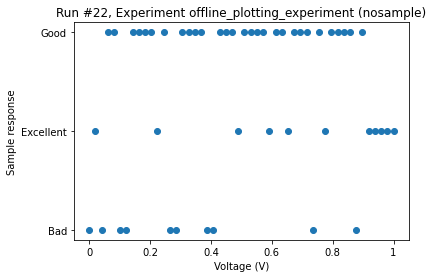 Run #22, Experiment offline_plotting_experiment (nosample)
Good
Excellent
Bad
Sample response
0 0.2 0.4 0.6 0.8 1
Voltage (V)